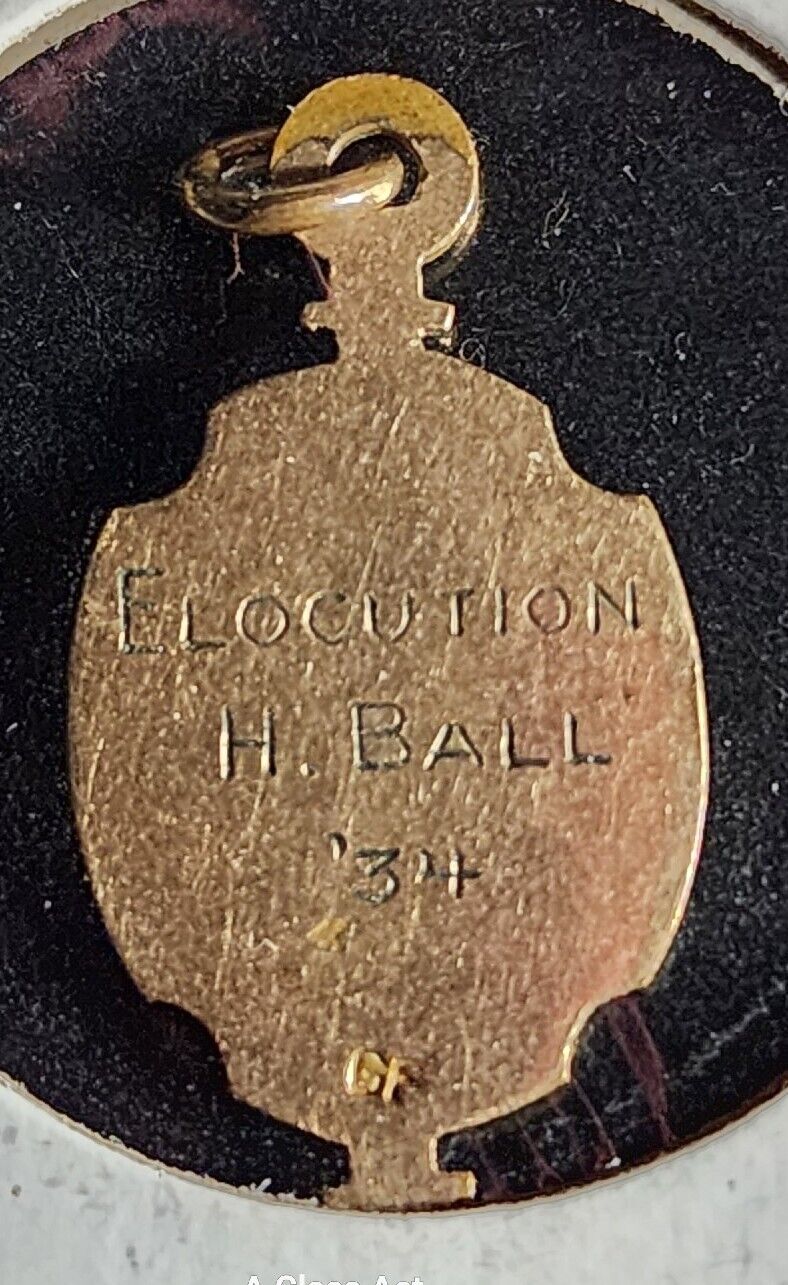 ELOCUTION
H. BALL
'34